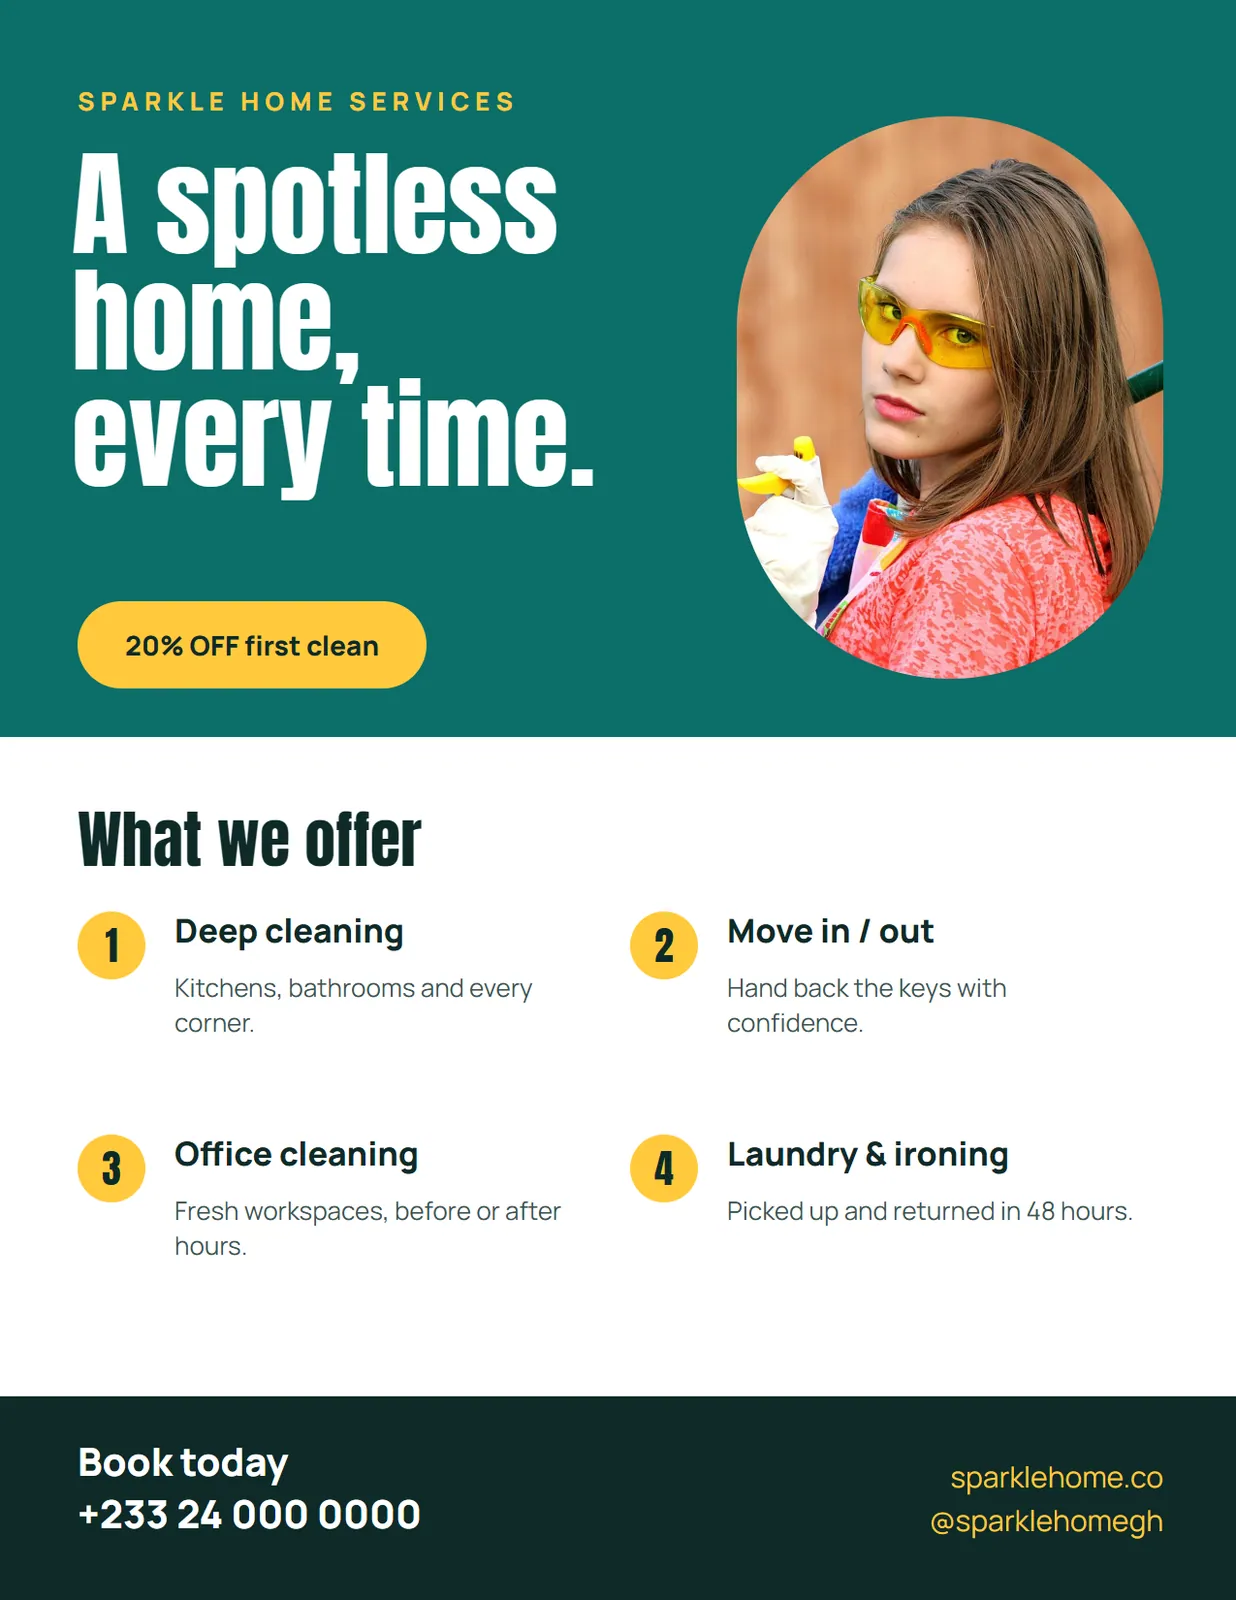 SPARKLE HOME SERVICES
A spotless
home,
every time.
20% OFF first clean
What we offer
1
Deep cleaning
Kitchens, bathrooms and every
corner.
2
Move in / out
Hand back the keys with
confidence.
3
Office cleaning
Fresh workspaces, before or after
hours.
4
Laundry & ironing
Picked up and returned in 48 hours.
Book today
+233 24 000 0000
sparklehome.co
@sparklehomegh